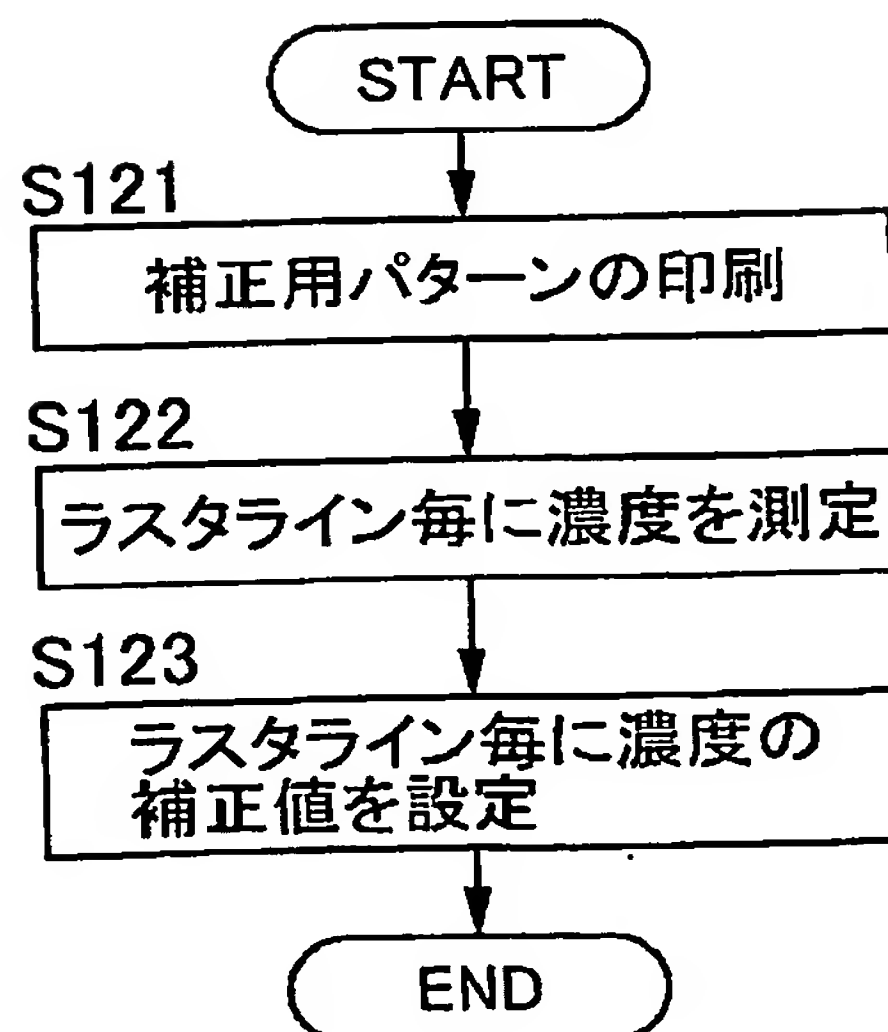 START
S121
補正用パターンの印刷
S122
ラスタライン毎に濃度を測定
S123
ラスタライン毎に濃度の
補正値を設定
END